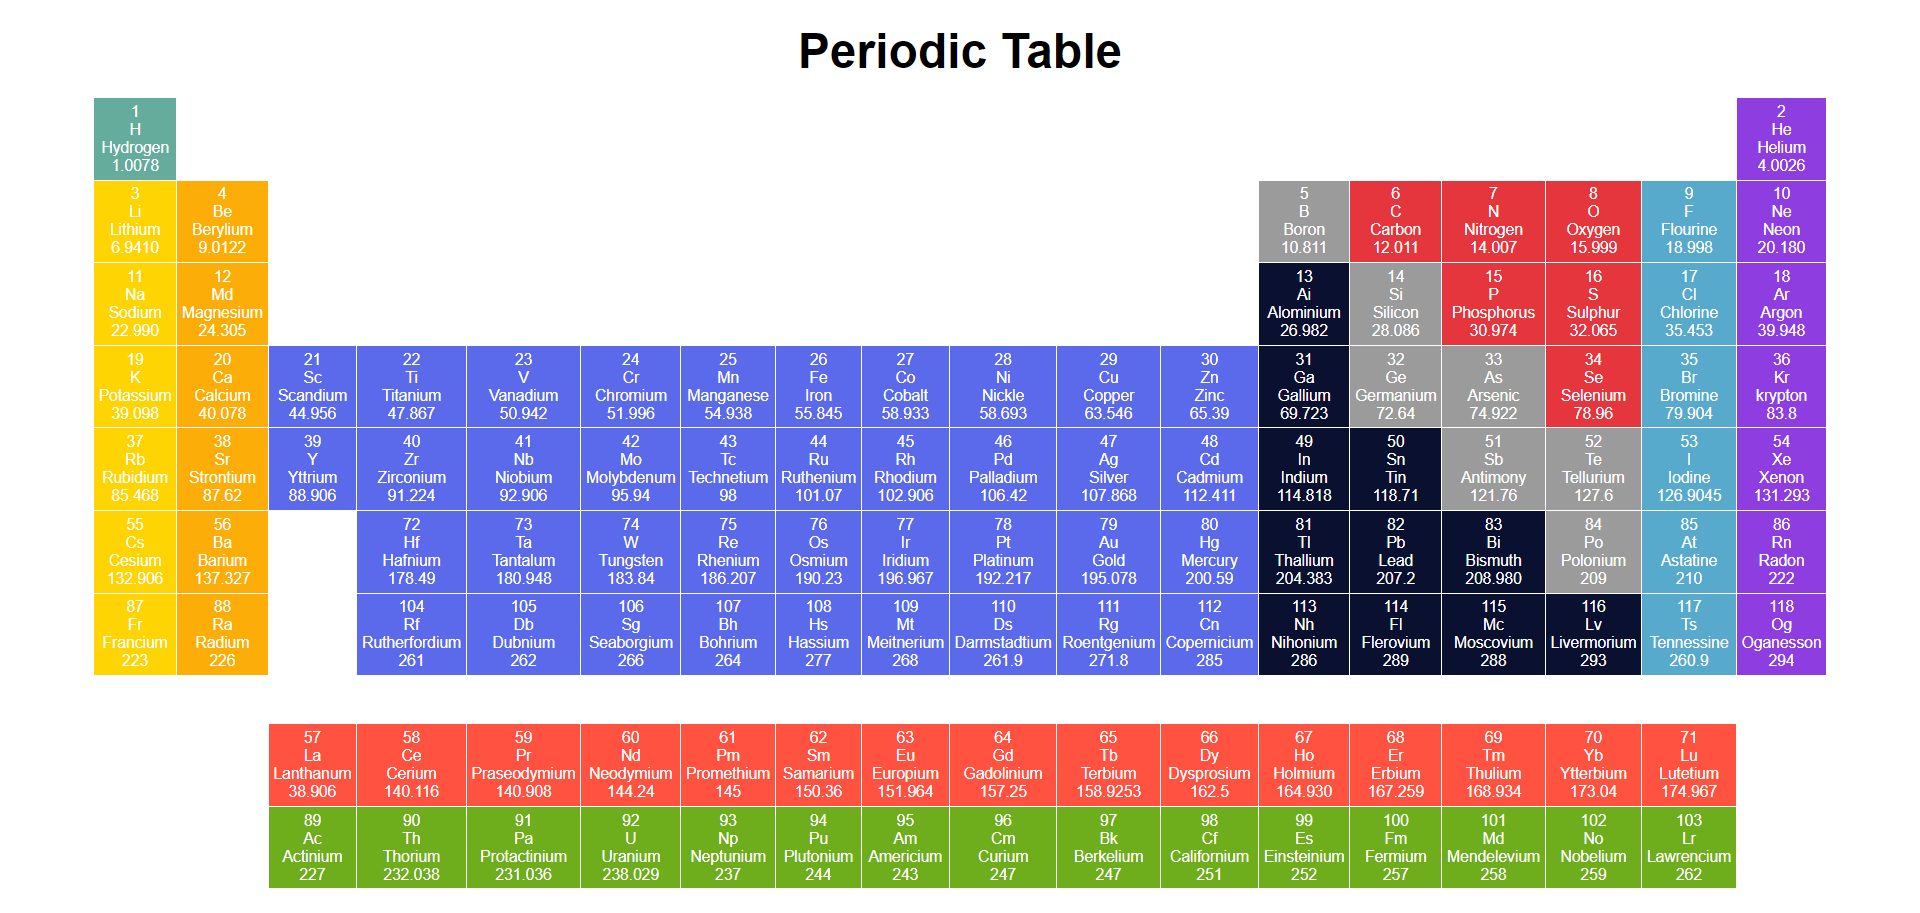 Periodic Table
1
H
Hydrogen
1.0078
2
He
Helium
4.0026
3
Li
Lithium
6.9410
4
Be
Berylium
9.0122
5
B
Boron
10.811
6
C
Carbon
12.011
7
N
Nitrogen
14.007
8
O
Oxygen
15.999
9
F
Flourine
18.998
10
Ne
Neon
20.180
11
Na
Sodium
22.990
12
Md
Magnesium
24.305
13
Ai
Alominium
26.982
14
Si
Silicon
28.086
15
P
Phosphorus
30.974
16
S
Sulphur
32.065
17
Cl
Chlorine
35.453
18
Ar
Argon
39.948
19
K
Potassium
39.098
20
Ca
Calcium
40.078
21
Sc
Scandium
44.956
22
Ti
Titanium
47.867
23
V
Vanadium
50.942
24
Cr
Chromium
51.996
25
Mn
Manganese
54.938
26
Fe
Iron
55.845
27
Co
Cobalt
58.933
28
Ni
Nickle
58.693
29
Cu
Copper
63.546
30
Zn
Zinc
65.39
31
Ga
Gallium
69.723
32
Ge
Germanium
72.64
33
As
Arsenic
74.922
34
Se
Selenium
78.96
35
Br
Bromine
79.904
36
Kr
krypton
83.8
37
Rb
Rubidium
85.468
38
Sr
Strontium
87.62
39
Y
Yttrium
88.906
40
Zr
Zirconium
91.224
41
Nb
Niobium
92.906
42
Mo
Molybdenum
95.94
43
Tc
Technetium
98
44
Ru
Ruthenium
101.07
45
Rh
Rhodium
102.906
46
Pd
Palladium
106.42
47
Ag
Silver
107.868
48
Cd
Cadmium
112.411
49
In
Indium
114.818
50
Sn
Tin
118.71
51
Sb
Antimony
121.76
52
Te
Tellurium
127.6
53
I
Iodine
126.9045
54
Xe
Xenon
131.293
55
Cs
Cesium
132.906
56
Ba
Barium
137.327
72
Hf
Hafnium
178.49
73
Ta
Tantalum
180.948
74
W
Tungsten
183.84
75
Re
Rhenium
186.207
76
Os
Osmium
190.23
77
Ir
Iridium
196.967
78
Pt
Platinum
192.217
79
Au
Gold
195.078
80
Hg
Mercury
200.59
81
Tl
Thallium
204.383
82
Pb
Lead
207.2
83
Bi
Bismuth
208.980
84
Po
Polonium
209
85
At
Astatine
210
86
Rn
Radon
222
87
Fr
Francium
223
88
Ra
Radium
226
104
Rf
Rutherfordium
261
105
Db
Dubnium
262
106
Sg
Seaborgium
266
107
Bh
Bohrium
264
108
Hs
Hassium
277
109
Mt
Meitnerium
268
110
Ds
Darmstadtium
261.9
111
Rg
Roentgenium
271.8
112
Cn
Copernicium
285
113
Nh
Nihonium
286
114
Fl
Flerovium
289
115
Mc
Moscovium
288
116
Lv
Livermorium
293
117
Ts
Tennessine
260.9
118
Og
Oganesson
294
57
La
Lanthanum
38.906
58
Ce
Cerium
140.116
59
Pr
Praseodymium
140.908
60
Nd
Neodymium
144.24
61
Pm
Promethium
145
62
Sm
Samarium
150.36
63
Eu
Europium
151.964
64
Gd
Gadolinium
157.25
65
Tb
Terbium
158.9253
66
Dy
Dysprosium
162.5
67
Ho
Holmium
164.930
68
Er
Erbium
167.259
69
Tm
Thulium
168.934
70
Yb
Ytterbium
173.04
71
Lu
Lutetium
174.967
89
Ac
Actinium
227
90
Th
Thorium
232.038
91
Pa
Protactinium
231.036
92
U
Uranium
238.029
93
Np
Neptunium
237
94
Pu
Plutonium
244
95
Am
Americium
243
96
Cm
Curium
247
97
Bk
Berkelium
247
98
Cf
Californium
251
99
Es
Einsteinium
252
100
Fm
Fermium
257
101
Md
Mendelevium
258
102
No
Nobelium
259
103
Lr
Lawrencium
262